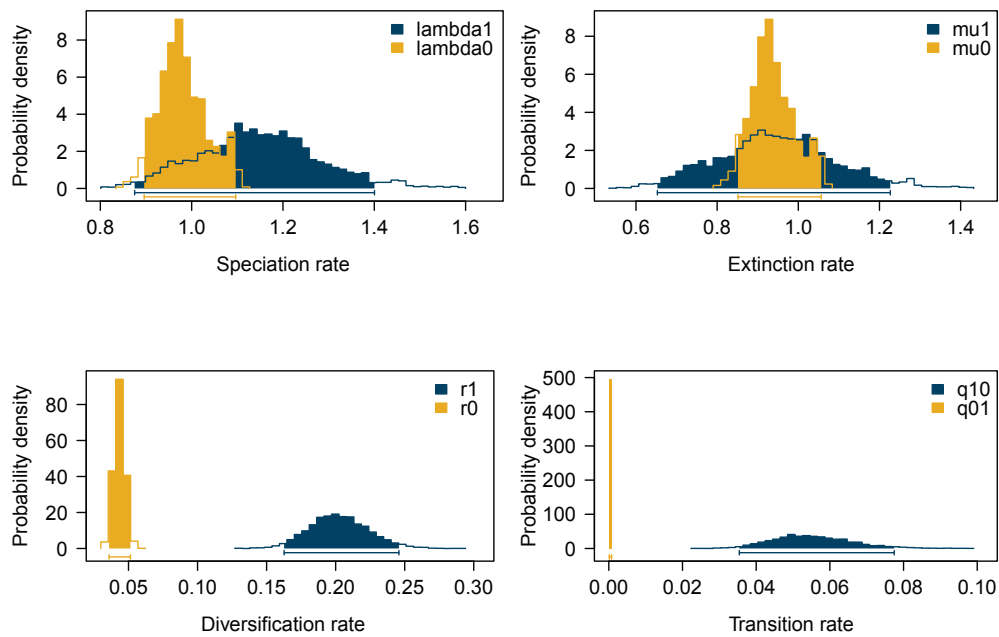 Probability density
8
6
4
2
0
lambda1
lambda0
0.8 1.0 1.2 1.4 1.6
Speciation rate
Probability density
8
6
4
2
0
mu1
mu0
0.6 0.8 1.0 1.2 1.4
Extinction rate
Probability density
80
60
40
20
0
r1
r0
0.05 0.10 0.15 0.20 0.25 0.30
Diversification rate
Probability density
500
400
300
200
100
0
q10
q01
0.00 0.02 0.04 0.06 0.08 0.10
Transition rate